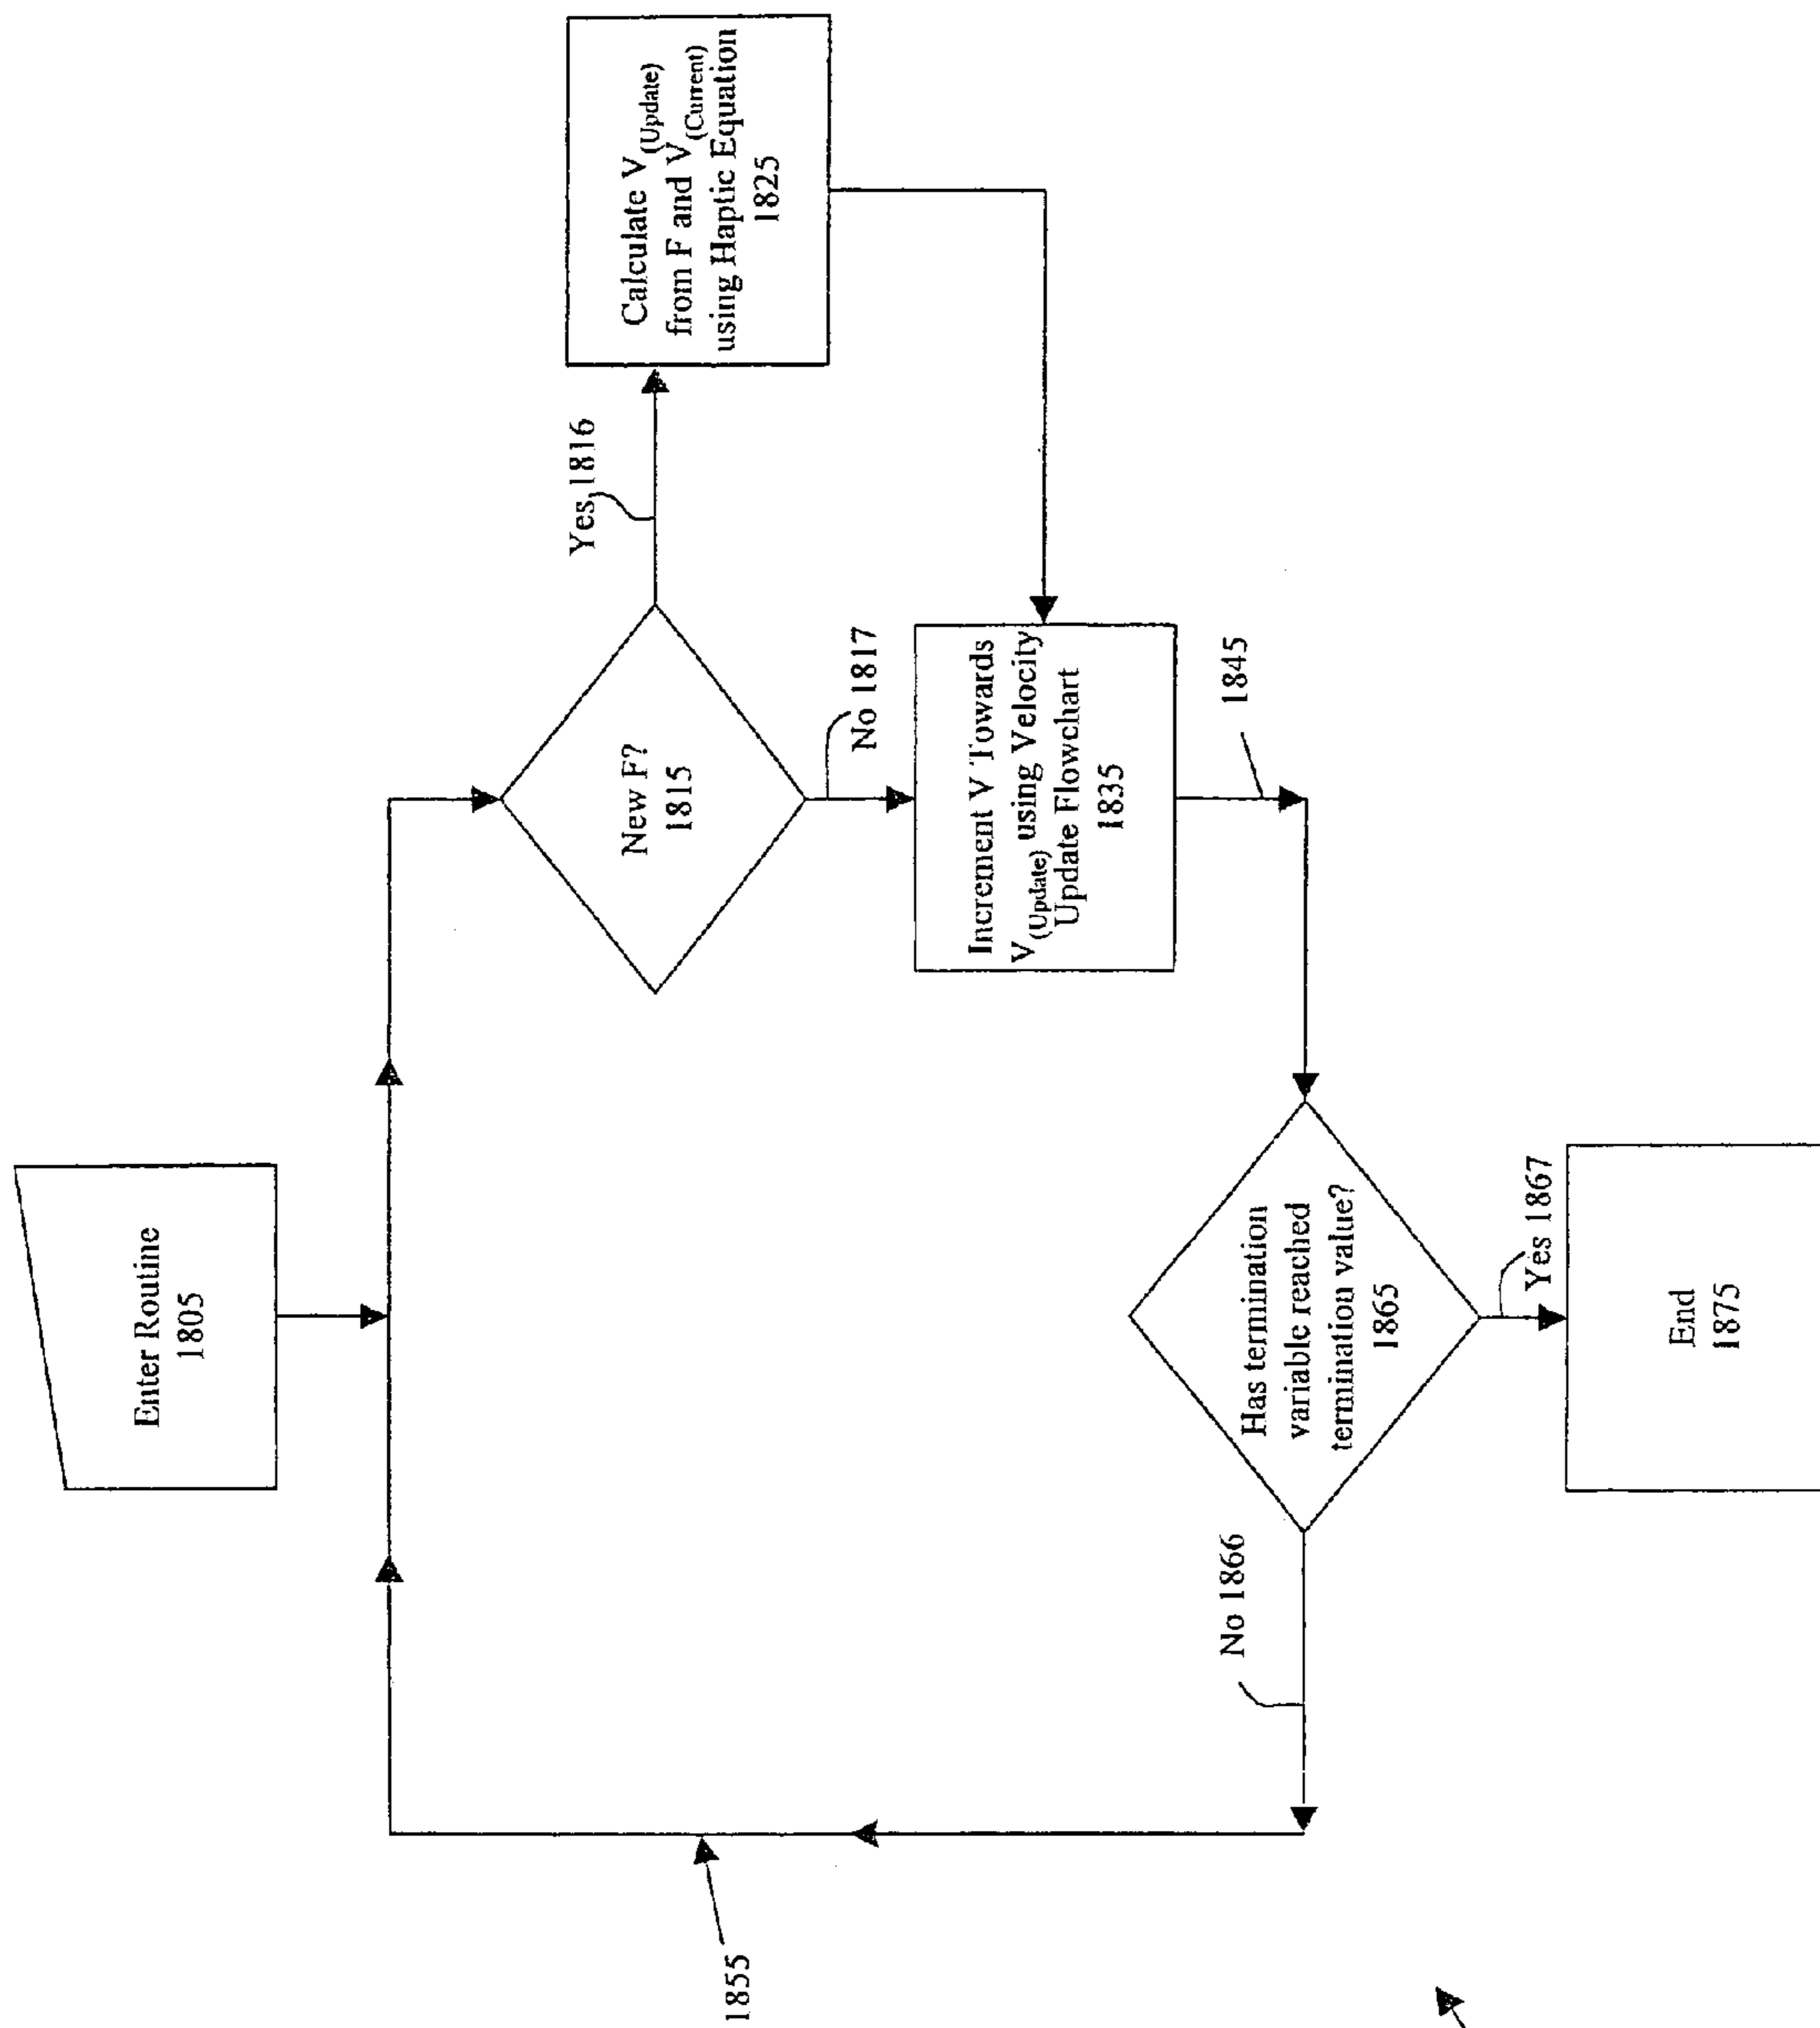 Enter Routine
1805
New F?
1815
Yes 1816
Calculate V(Update)
from F and V(Current)
using Haptic Equation
1825
No 1817
Increment V Towards
V(Update) using Velocity
Update Flowchart
1835
1845
Has termination
variable reached
termination value?
1865
No 1866
1855
Yes 1867
End
1875